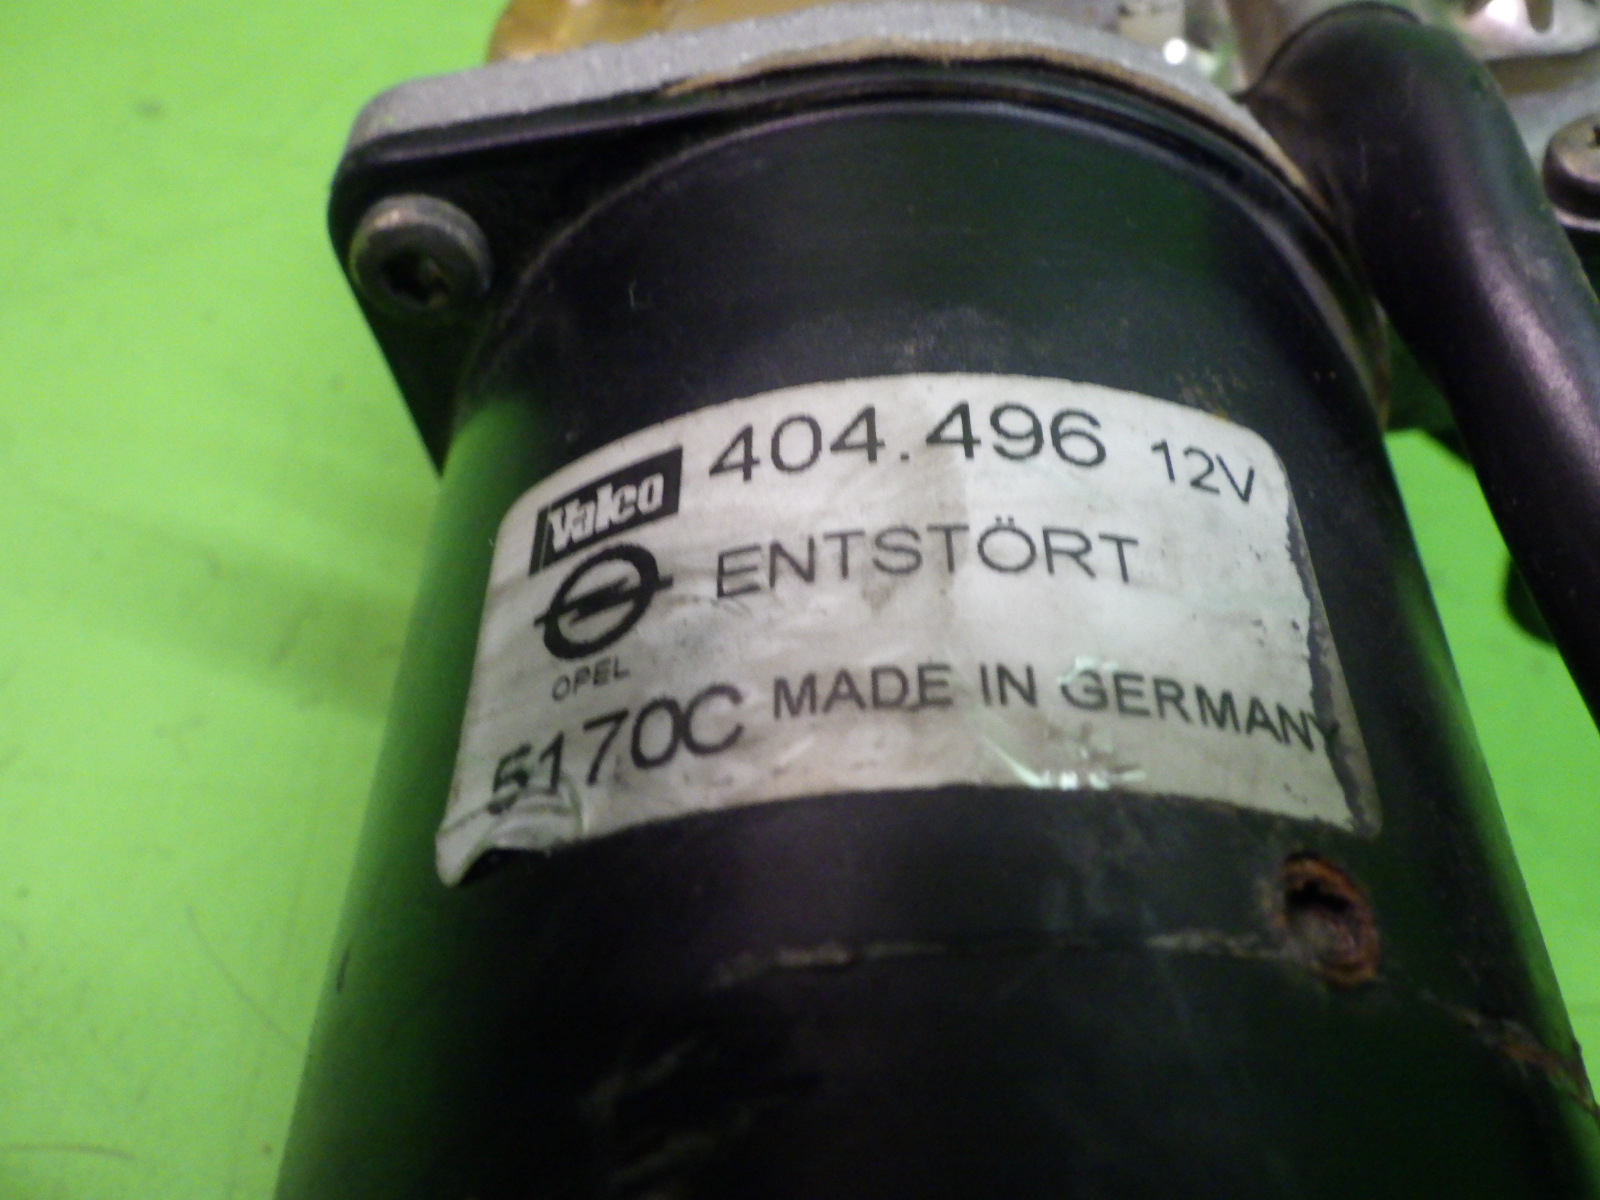 Valeo 404.496 12V
ENTSTÖRT
OPEL
5170C MADE IN GERMANY